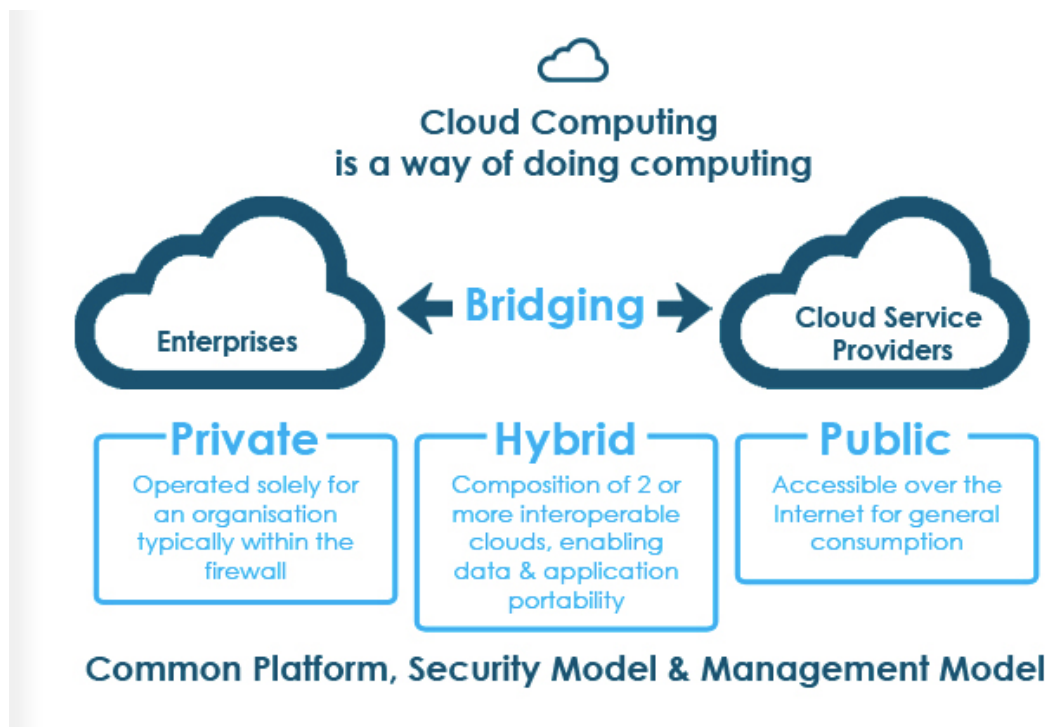 Cloud Computing
is a way of doing computing
Enterprises
Bridging
Cloud Service
Providers
Private
Operated solely for
an organisation
typically within the
firewall
Hybrid
Composition of 2 or
more interoperable
clouds, enabling
data & application
portability
Public
Accessible over the
Internet for general
consumption
Common Platform, Security Model & Management Model